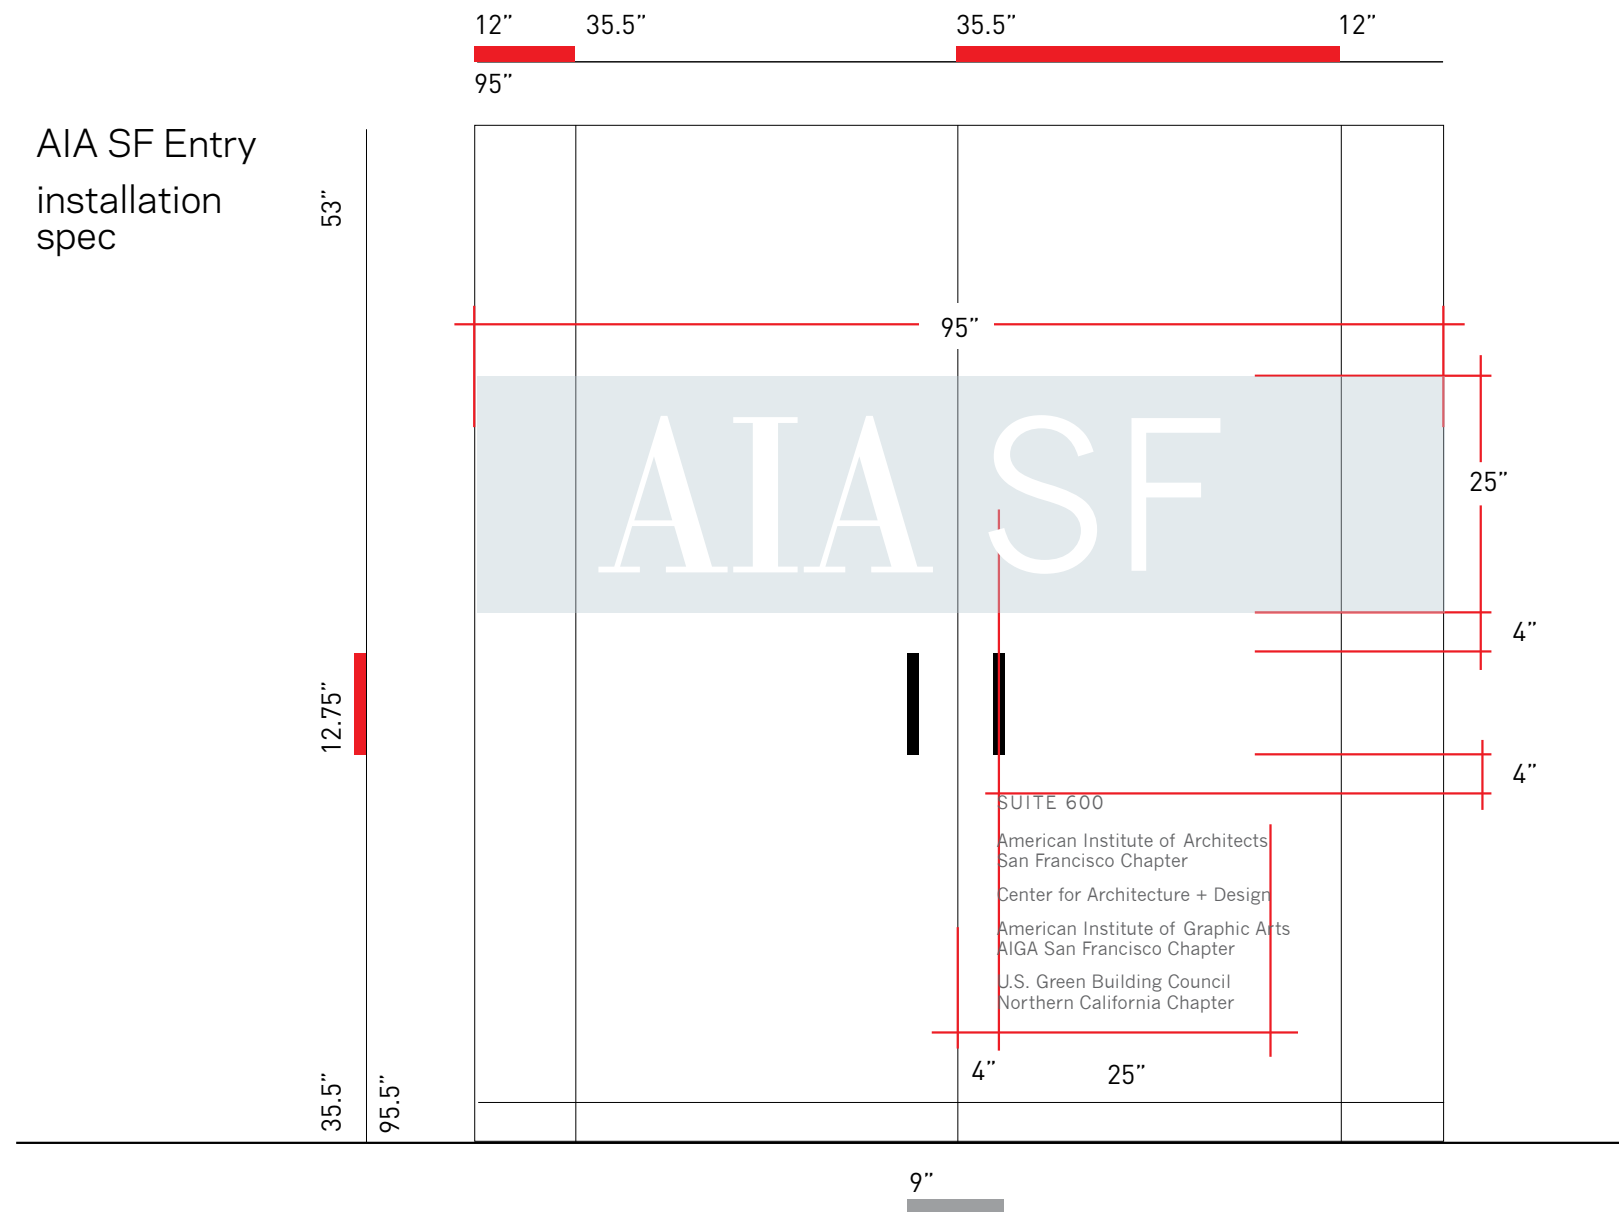 12” 35.5” 35.5” 12”
95”
AIA SF Entry
installation
spec
53”
95”
AIA SF
25”
4”
12.75”
4”
SUITE 600
American Institute of Architects
San Francisco Chapter
Center for Architecture + Design
American Institute of Graphic Arts
AIGA San Francisco Chapter
U.S. Green Building Council
Northern California Chapter
4” 25”
35.5” 95.5”
9”